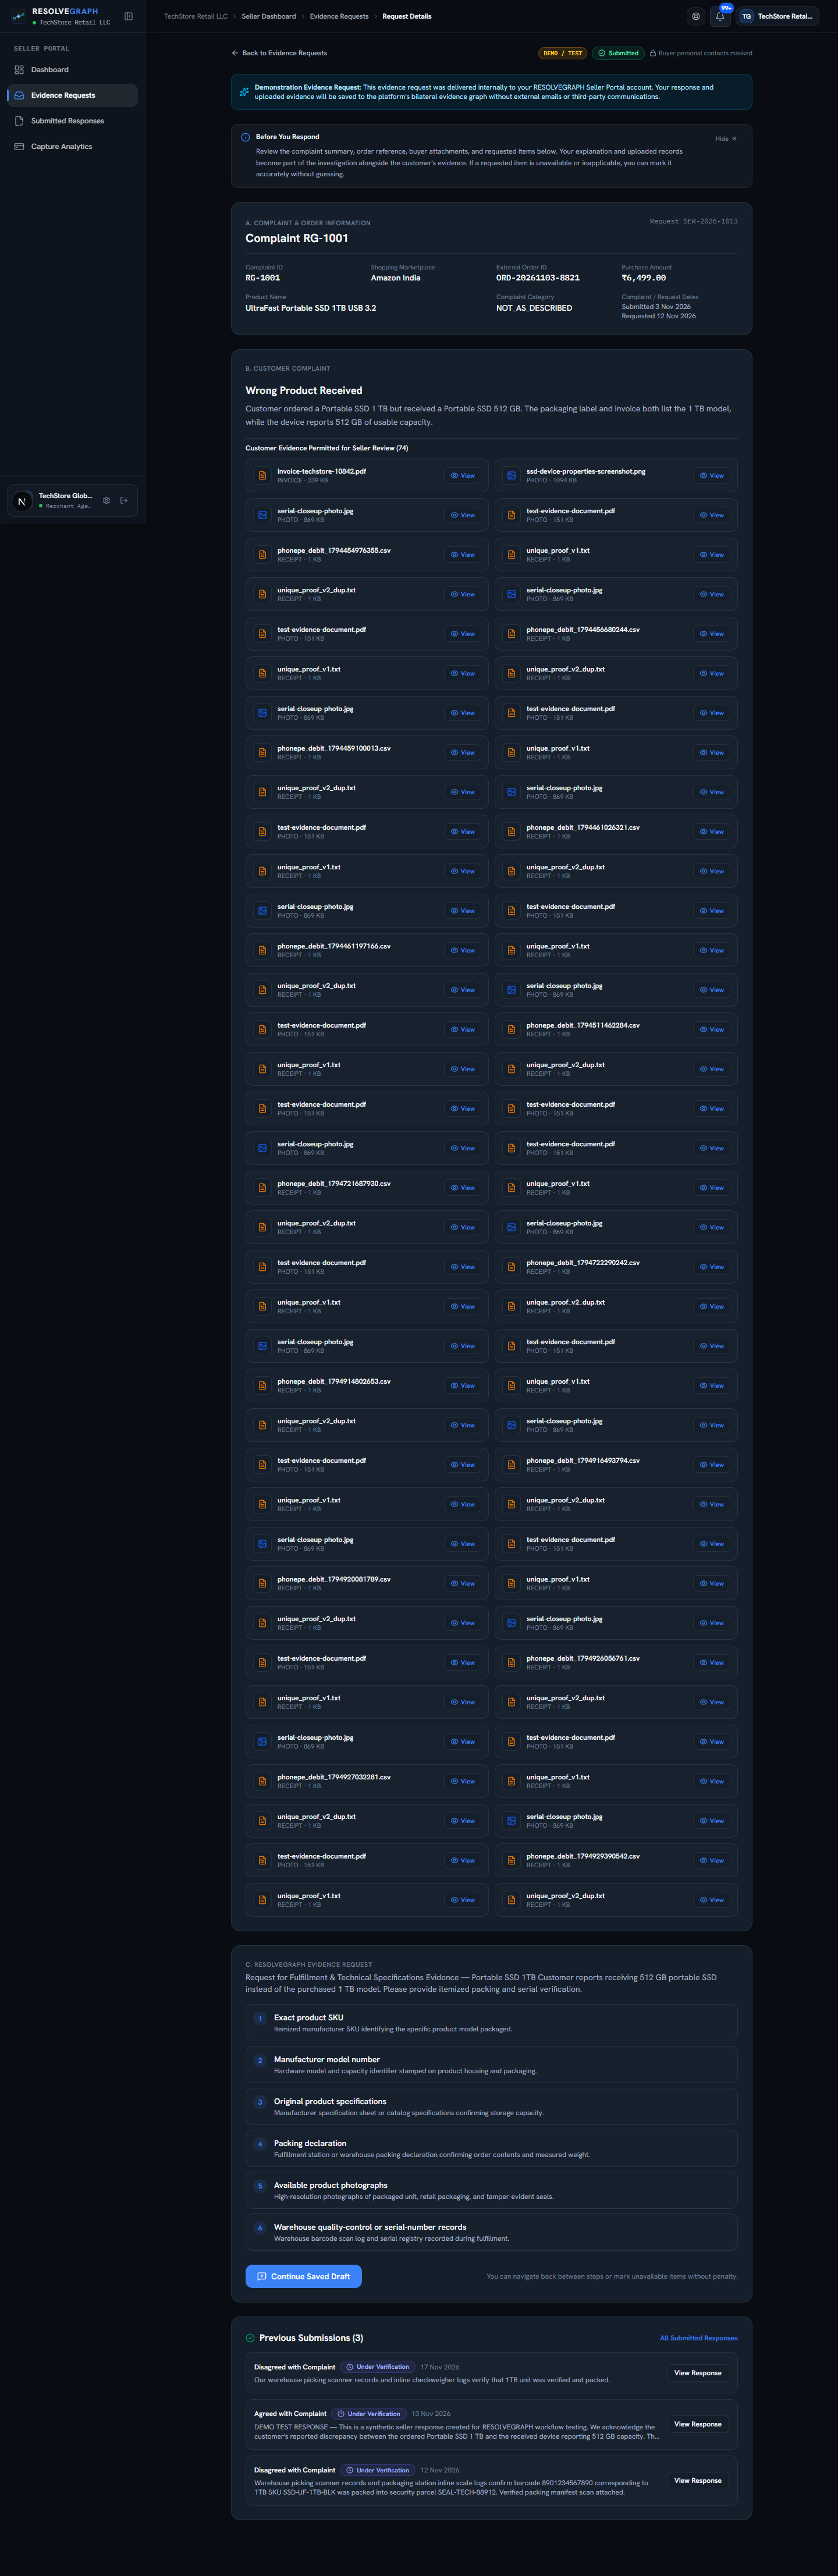 RESOLVEGRAPH
TechStore Retail LLC
TechStore Retail LLC › Seller Dashboard › Evidence Requests › Request Details
99+
TG TechStore Retai...
SELLER PORTAL
Dashboard
Evidence Requests
Submitted Responses
Capture Analytics
N TechStore Glob...
Merchant Age...
Back to Evidence Requests
DEMO / TEST
Submitted
Buyer personal contacts masked
Demonstration Evidence Request: This evidence request was delivered internally to your RESOLVEGRAPH Seller Portal account. Your response and
uploaded evidence will be saved to the platform's bilateral evidence graph without external emails or third-party communications.
Before You Respond
Hide ×
Review the complaint summary, order reference, buyer attachments, and requested items below. Your explanation and uploaded records
become part of the investigation alongside the customer's evidence. If a requested item is unavailable or inapplicable, you can mark it
accurately without guessing.
A. COMPLAINT & ORDER INFORMATION
Request SER-2026-1013
Complaint RG-1001
Complaint ID
RG-1001
Shopping Marketplace
Amazon India
External Order ID
ORD-20261103-8821
Purchase Amount
₹6,499.00
Product Name
UltraFast Portable SSD 1TB USB 3.2
Complaint Category
NOT_AS_DESCRIBED
Complaint / Request Dates
Submitted 3 Nov 2026
Requested 12 Nov 2026
B. CUSTOMER COMPLAINT
Wrong Product Received
Customer ordered a Portable SSD 1 TB but received a Portable SSD 512 GB. The packaging label and invoice both list the 1 TB model,
while the device reports 512 GB of usable capacity.
Customer Evidence Permitted for Seller Review (74)
invoice-techstore-10842.pdf
INVOICE · 239 KB
View
ssd-device-properties-screenshot.png
PHOTO · 1094 KB
View
serial-closeup-photo.jpg
PHOTO · 869 KB
View
test-evidence-document.pdf
PHOTO · 151 KB
View
phonepe_debit_1794454976355.csv
RECEIPT · 1 KB
View
unique_proof_v1.txt
RECEIPT · 1 KB
View
unique_proof_v2_dup.txt
RECEIPT · 1 KB
View
serial-closeup-photo.jpg
PHOTO · 869 KB
View
test-evidence-document.pdf
PHOTO · 151 KB
View
phonepe_debit_1794456680244.csv
RECEIPT · 1 KB
View
unique_proof_v1.txt
RECEIPT · 1 KB
View
unique_proof_v2_dup.txt
RECEIPT · 1 KB
View
serial-closeup-photo.jpg
PHOTO · 869 KB
View
test-evidence-document.pdf
PHOTO · 151 KB
View
phonepe_debit_1794459100013.csv
RECEIPT · 1 KB
View
unique_proof_v1.txt
RECEIPT · 1 KB
View
unique_proof_v2_dup.txt
RECEIPT · 1 KB
View
serial-closeup-photo.jpg
PHOTO · 869 KB
View
test-evidence-document.pdf
PHOTO · 151 KB
View
phonepe_debit_1794461026321.csv
RECEIPT · 1 KB
View
unique_proof_v1.txt
RECEIPT · 1 KB
View
unique_proof_v2_dup.txt
RECEIPT · 1 KB
View
serial-closeup-photo.jpg
PHOTO · 869 KB
View
test-evidence-document.pdf
PHOTO · 151 KB
View
phonepe_debit_1794461197166.csv
RECEIPT · 1 KB
View
unique_proof_v1.txt
RECEIPT · 1 KB
View
unique_proof_v2_dup.txt
RECEIPT · 1 KB
View
serial-closeup-photo.jpg
PHOTO · 869 KB
View
test-evidence-document.pdf
PHOTO · 151 KB
View
phonepe_debit_1794511462284.csv
RECEIPT · 1 KB
View
unique_proof_v1.txt
RECEIPT · 1 KB
View
unique_proof_v2_dup.txt
RECEIPT · 1 KB
View
test-evidence-document.pdf
PHOTO · 151 KB
View
test-evidence-document.pdf
PHOTO · 151 KB
View
serial-closeup-photo.jpg
PHOTO · 869 KB
View
test-evidence-document.pdf
PHOTO · 151 KB
View
phonepe_debit_1794721687930.csv
RECEIPT · 1 KB
View
unique_proof_v1.txt
RECEIPT · 1 KB
View
unique_proof_v2_dup.txt
RECEIPT · 1 KB
View
serial-closeup-photo.jpg
PHOTO · 869 KB
View
test-evidence-document.pdf
PHOTO · 151 KB
View
phonepe_debit_1794722290242.csv
RECEIPT · 1 KB
View
unique_proof_v1.txt
RECEIPT · 1 KB
View
unique_proof_v2_dup.txt
RECEIPT · 1 KB
View
serial-closeup-photo.jpg
PHOTO · 869 KB
View
test-evidence-document.pdf
PHOTO · 151 KB
View
phonepe_debit_1794914802653.csv
RECEIPT · 1 KB
View
unique_proof_v1.txt
RECEIPT · 1 KB
View
unique_proof_v2_dup.txt
RECEIPT · 1 KB
View
serial-closeup-photo.jpg
PHOTO · 869 KB
View
test-evidence-document.pdf
PHOTO · 151 KB
View
phonepe_debit_1794916493794.csv
RECEIPT · 1 KB
View
unique_proof_v1.txt
RECEIPT · 1 KB
View
unique_proof_v2_dup.txt
RECEIPT · 1 KB
View
serial-closeup-photo.jpg
PHOTO · 869 KB
View
test-evidence-document.pdf
PHOTO · 151 KB
View
phonepe_debit_1794920081789.csv
RECEIPT · 1 KB
View
unique_proof_v1.txt
RECEIPT · 1 KB
View
unique_proof_v2_dup.txt
RECEIPT · 1 KB
View
serial-closeup-photo.jpg
PHOTO · 869 KB
View
test-evidence-document.pdf
PHOTO · 151 KB
View
phonepe_debit_1794926056761.csv
RECEIPT · 1 KB
View
unique_proof_v1.txt
RECEIPT · 1 KB
View
unique_proof_v2_dup.txt
RECEIPT · 1 KB
View
serial-closeup-photo.jpg
PHOTO · 869 KB
View
test-evidence-document.pdf
PHOTO · 151 KB
View
phonepe_debit_1794927032281.csv
RECEIPT · 1 KB
View
unique_proof_v1.txt
RECEIPT · 1 KB
View
unique_proof_v2_dup.txt
RECEIPT · 1 KB
View
serial-closeup-photo.jpg
PHOTO · 869 KB
View
test-evidence-document.pdf
PHOTO · 151 KB
View
phonepe_debit_1794929390542.csv
RECEIPT · 1 KB
View
unique_proof_v1.txt
RECEIPT · 1 KB
View
unique_proof_v2_dup.txt
RECEIPT · 1 KB
View
C. RESOLVEGRAPH EVIDENCE REQUEST
Request for Fulfillment & Technical Specifications Evidence — Portable SSD 1TB Customer reports receiving 512 GB portable SSD
instead of the purchased 1 TB model. Please provide itemized packing and serial verification.
1 Exact product SKU
Itemized manufacturer SKU identifying the specific product model packaged.
2 Manufacturer model number
Hardware model and capacity identifier stamped on product housing and packaging.
3 Original product specifications
Manufacturer specification sheet or catalog specifications confirming storage capacity.
4 Packing declaration
Fulfillment station or warehouse packing declaration confirming order contents and measured weight.
5 Available product photographs
High-resolution photographs of packaged unit, retail packaging, and tamper-evident seals.
6 Warehouse quality-control or serial-number records
Warehouse barcode scan log and serial registry recorded during fulfillment.
Continue Saved Draft
You can navigate back between steps or mark unavailable items without penalty.
Previous Submissions (3)
All Submitted Responses
Disagreed with Complaint Under Verification 17 Nov 2026
Our warehouse picking scanner records and inline checkweigher logs verify that 1TB unit was verified and packed.
View Response
Agreed with Complaint Under Verification 13 Nov 2026
DEMO TEST RESPONSE — This is a synthetic seller response created for RESOLVEGRAPH workflow testing. We acknowledge the
customer's reported discrepancy between the ordered Portable SSD 1 TB and the received device reporting 512 GB capacity. Th...
View Response
Disagreed with Complaint Under Verification 12 Nov 2026
Warehouse picking scanner records and packaging station inline scale logs confirm barcode 8901234567890 corresponding to
1TB SKU SSD-UF-1TB-BLK was packed into security parcel SEAL-TECH-88912. Verified packing manifest scan attached.
View Response